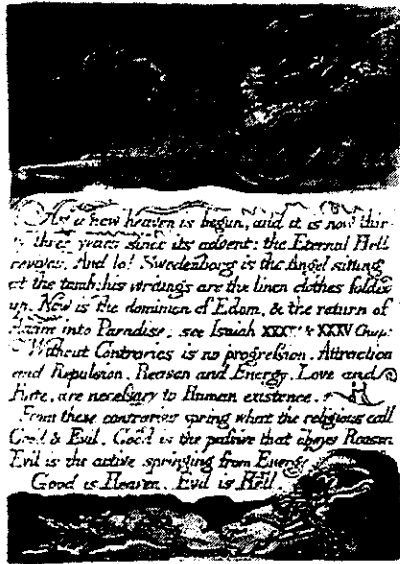 As a new heaven is begun, and it is now thir-
ty three years since its advent: the Eternal Hell
revives. And lo! Swedenborg is the Angel sitting
at the tomb: his writings are the linen clothes folded
up. Now is the dominion of Edom, & the return of
Adam into Paradise; see Isaiah XXXIV & XXXV Chap:
Without Contraries is no progression. Attraction
and Repulsion, Reason and Energy, Love and
Hate, are necessary to Human existence.
From these contraries spring what the religious call
Good & Evil. Good is the passive that obeys Reason
Evil is the active springing from Energy
Good is Heaven. Evil is Hell.